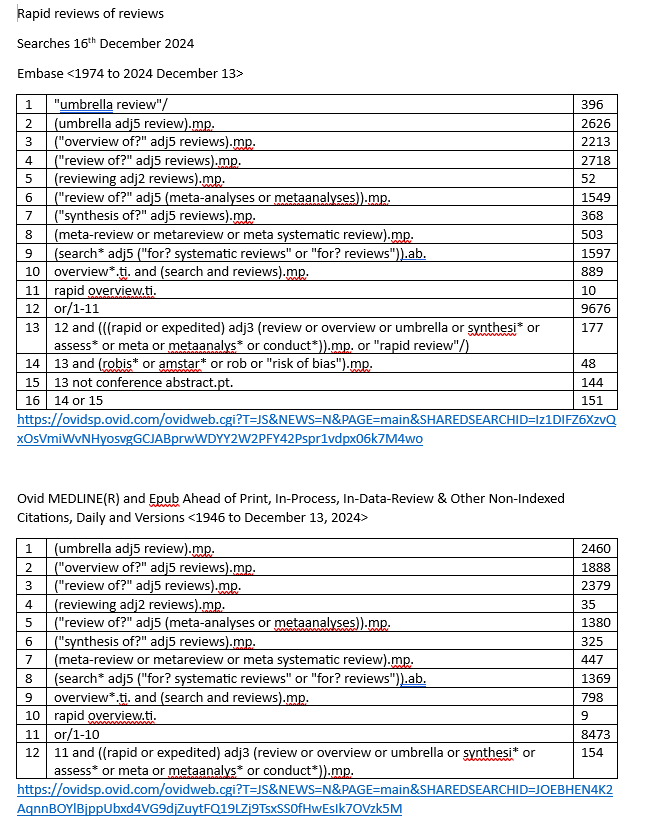 Rapid reviews of reviews
Searches 16th December 2024
Embase <1974 to 2024 December 13>
1 "umbrella review"/ 396
2 (umbrella adj5 review).mp. 2626
3 ("overview of?" adj5 reviews).mp. 2213
4 ("review of?" adj5 reviews).mp. 2718
5 (reviewing adj2 reviews).mp. 52
6 ("review of?" adj5 (meta-analyses or metaanalyses)).mp. 1549
7 ("synthesis of?" adj5 reviews).mp. 368
8 (meta-review or metareview or meta systematic review).mp. 503
9 (search* adj5 ("for? systematic reviews" or "for? reviews")).ab. 1597
10 overview*.ti. and (search and reviews).mp. 889
11 rapid overview.ti. 10
12 or/1-11 9676
13 12 and (((rapid or expedited) adj3 (review or overview or umbrella or synthesi* or 177
assess* or meta or metaanalys* or conduct*)).mp. or "rapid review"/)
14 13 and (robis* or amstar* or rob or "risk of bias").mp. 48
15 13 not conference abstract.pt. 144
16 14 or 15 151
https://ovidsp.ovid.com/ovidweb.cgi?T=JS&NEWS=N&PAGE=main&SHAREDSEARCHID=Iz1DIFZ6XzvQ
xOsVmiWvNHyosvgGCJABprwWDYY2W2PFY42Pspr1vdpx06k7M4wo
Ovid MEDLINE(R) and Epub Ahead of Print, In-Process, In-Data-Review & Other Non-Indexed
Citations, Daily and Versions <1946 to December 13, 2024>
1 (umbrella adj5 review).mp. 2460
2 ("overview of?" adj5 reviews).mp. 1888
3 ("review of?" adj5 reviews).mp. 2379
4 (reviewing adj2 reviews).mp. 35
5 ("review of?" adj5 (meta-analyses or metaanalyses)).mp. 1380
6 ("synthesis of?" adj5 reviews).mp. 325
7 (meta-review or metareview or meta systematic review).mp. 447
8 (search* adj5 ("for? systematic reviews" or "for? reviews")).ab. 1369
9 overview*.ti. and (search and reviews).mp. 798
10 rapid overview.ti. 9
11 or/1-10 8473
12 11 and ((rapid or expedited) adj3 (review or overview or umbrella or synthesi* or 154
assess* or meta or metaanalys* or conduct*)).mp.
https://ovidsp.ovid.com/ovidweb.cgi?T=JS&NEWS=N&PAGE=main&SHAREDSEARCHID=JOEBHEN4K2
AqnnBOYlBjppUbxd4VG9djZuytFQ19LZj9TsxSS0fHwEsIk7OVzk5M